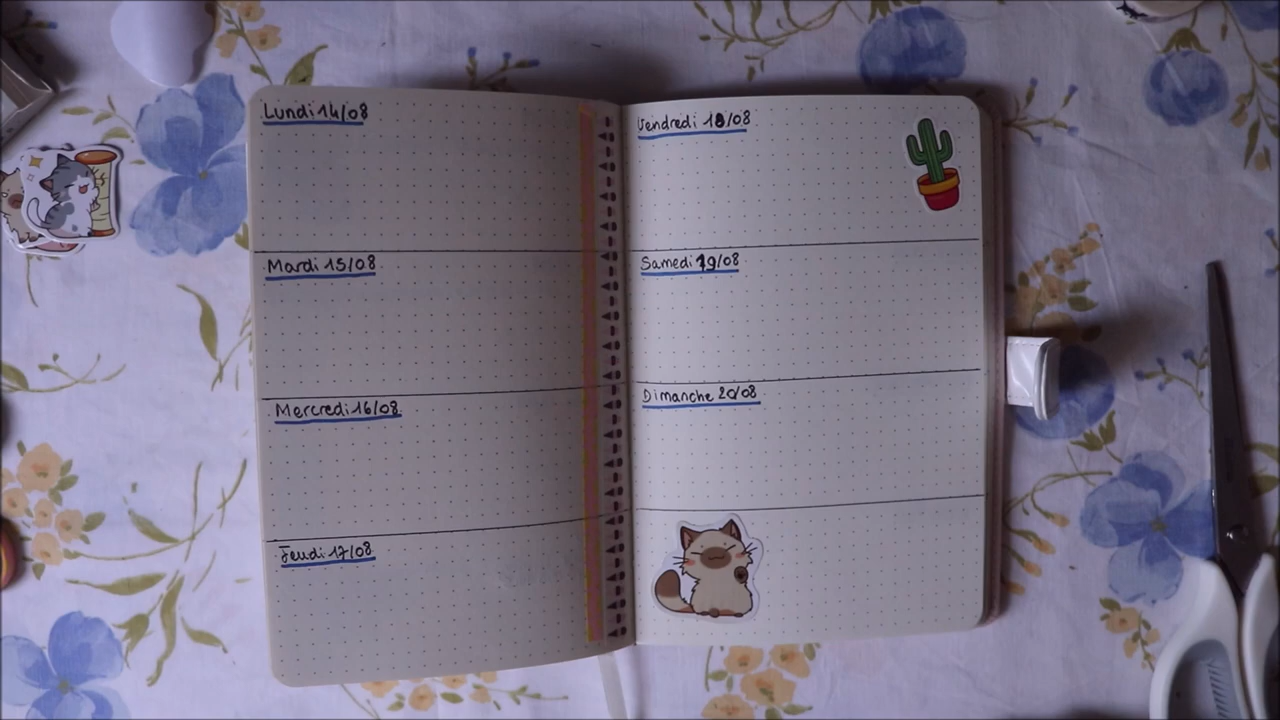 Lundi 14/08
Mardi 15/08
Mercredi 16/08
Jeudi 17/08
Vendredi 18/08
Samedi 19/08
Dimanche 20/08